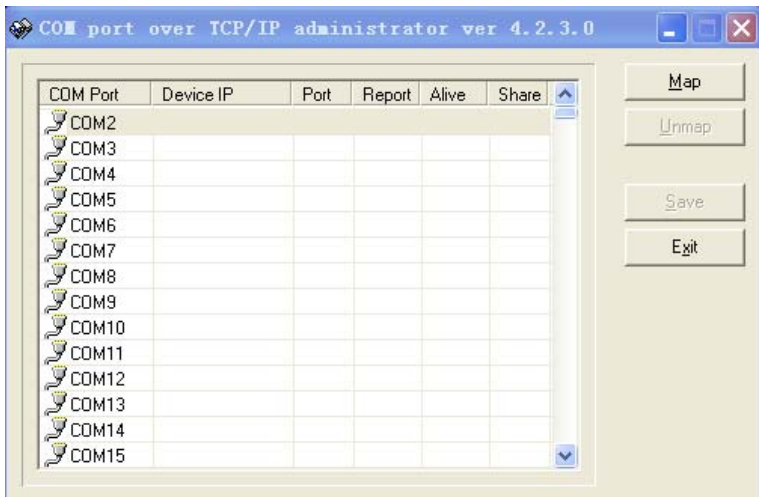 COM port over TCP/IP administrator ver 4.2.3.0
COM Port Device IP Port Report Alive Share
COM2
COM3
COM4
COM5
COM6
COM7
COM8
COM9
COM10
COM11
COM12
COM13
COM14
COM15
Map
Unmap
Save
Exit